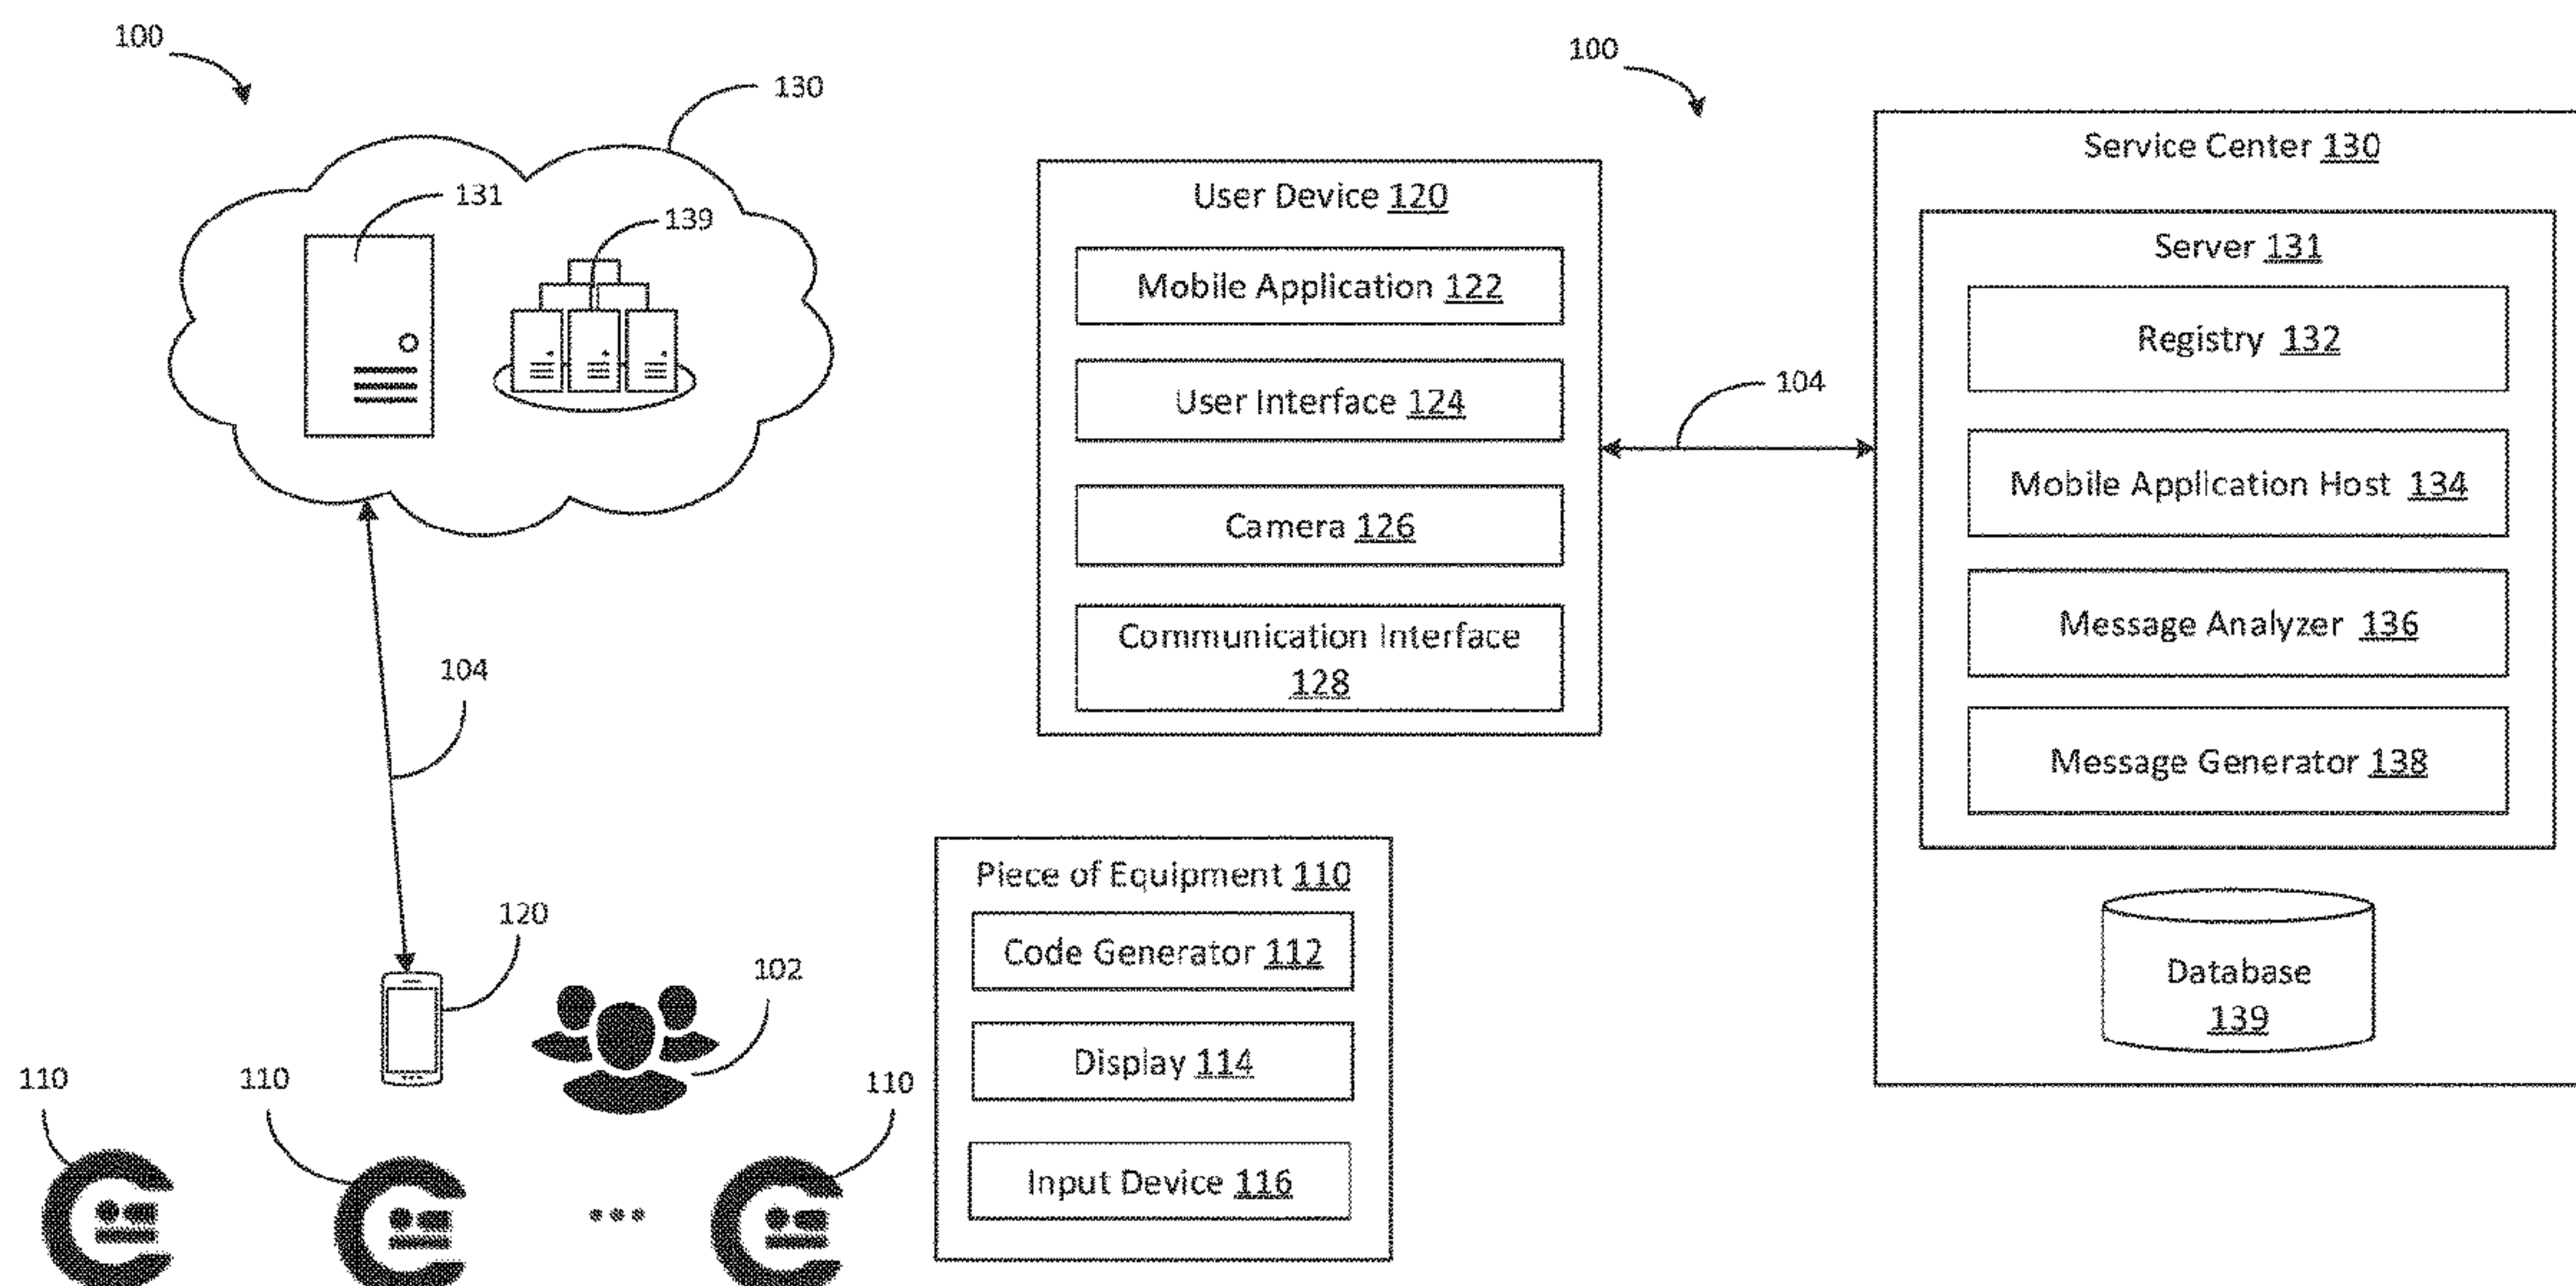 100
130
131
139
104
120
102
110
110
110
100
User Device 120
Mobile Application 122
User Interface 124
Camera 126
Communication Interface
128
104
Service Center 130
Server 131
Registry 132
Mobile Application Host 134
Message Analyzer 136
Message Generator 138
Database
139
Piece of Equipment 110
Code Generator 112
Display 114
Input Device 116